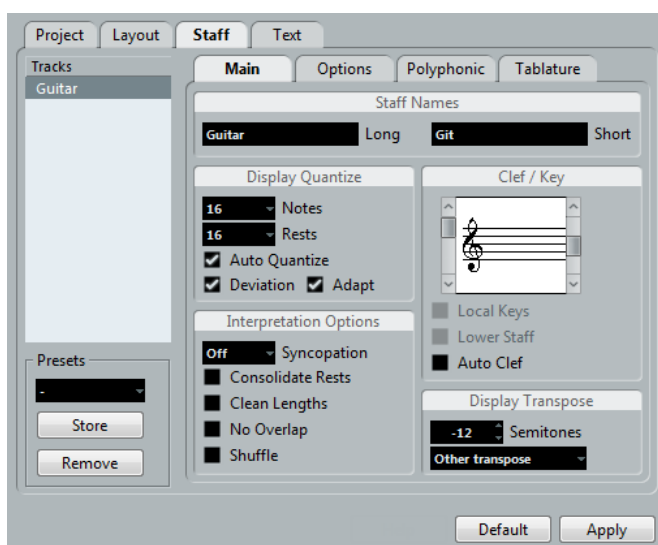 Project Layout Staff Text
Tracks
Guitar
Main Options Polyphonic Tablature
Staff Names
Guitar Long Git Short
Display Quantize
16 Notes
16 Rests
Auto Quantize
Deviation Adapt
Clef / Key
Local Keys
Lower Staff
Auto Clef
Interpretation Options
Off Syncopation
Consolidate Rests
Clean Lengths
No Overlap
Shuffle
Display Transpose
-12 Semitones
Other transpose
Presets
-
Store
Remove
Default Apply